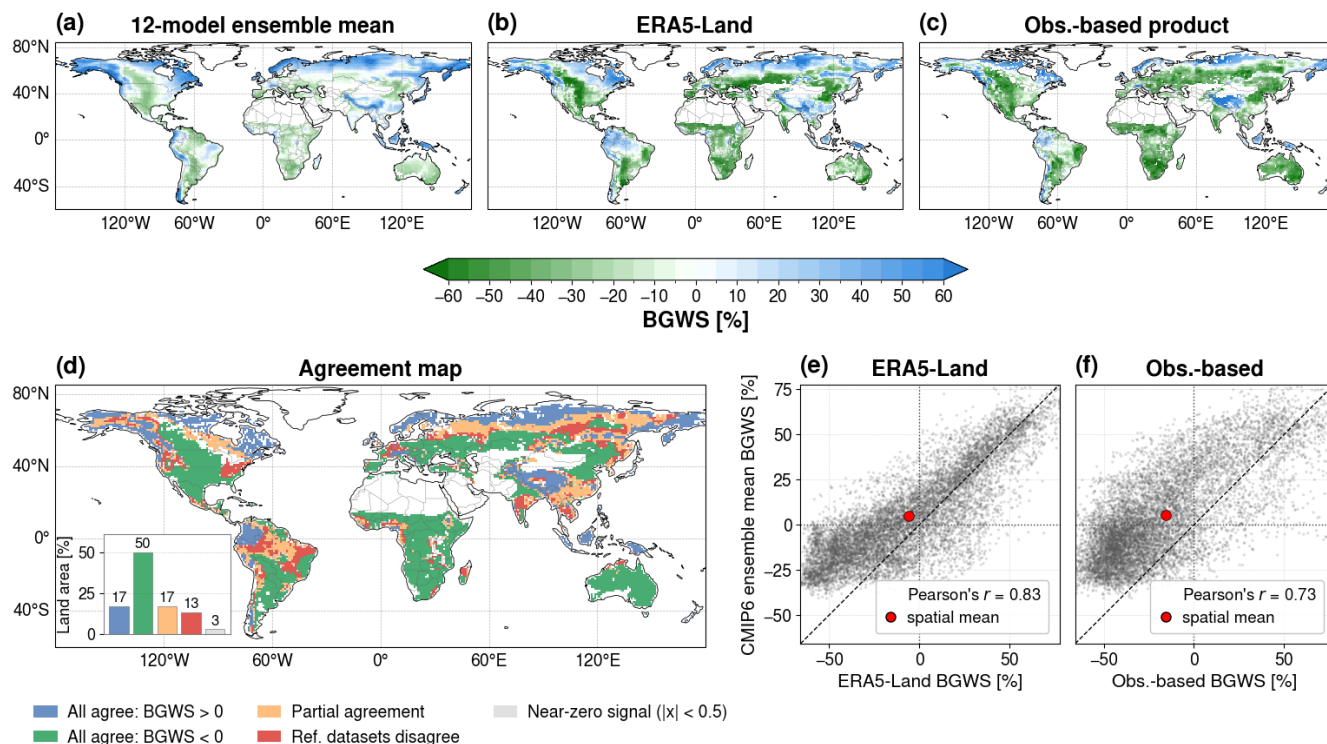 (a) 12-model ensemble mean
(b) ERA5-Land
(c) Obs.-based product
80°N
40°N
0°
40°S
120°W 60°W 0° 60°E 120°E
120°W 60°W 0° 60°E 120°E
120°W 60°W 0° 60°E 120°E
−60 −50 −40 −30 −20 −10 0 10 20 30 40 50 60
BGWS [%]
(d) Agreement map
80°N
40°N
0°
40°S
120°W 60°W 0° 60°E 120°E
Land area [%]
50
0
17 50 17 13 3
All agree: BGWS > 0
All agree: BGWS < 0
Partial agreement
Ref. datasets disagree
Near-zero signal (|x| < 0.5)
(e) ERA5-Land
CMIP6 ensemble mean BGWS [%]
75
50
25
0
−25
−50
Pearson's r = 0.83
spatial mean
−50 0 50
ERA5-Land BGWS [%]
(f) Obs.-based
Pearson's r = 0.73
spatial mean
−50 0 50
Obs.-based BGWS [%]